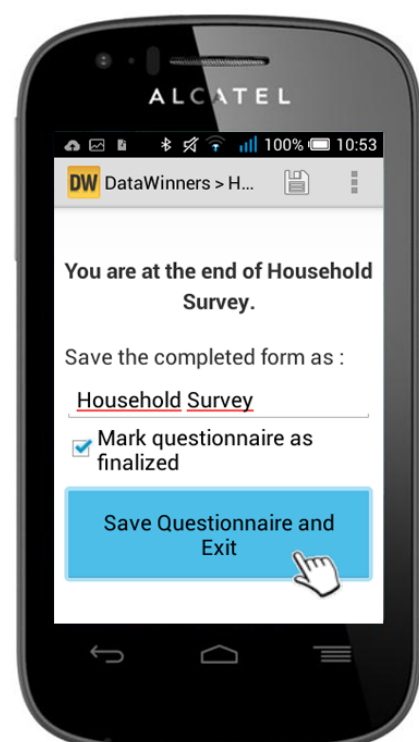 ALCATEL
100% 10:53
DW DataWinners > H...
You are at the end of Household
Survey.
Save the completed form as :
Household Survey
Mark questionnaire as
finalized
Save Questionnaire and
Exit